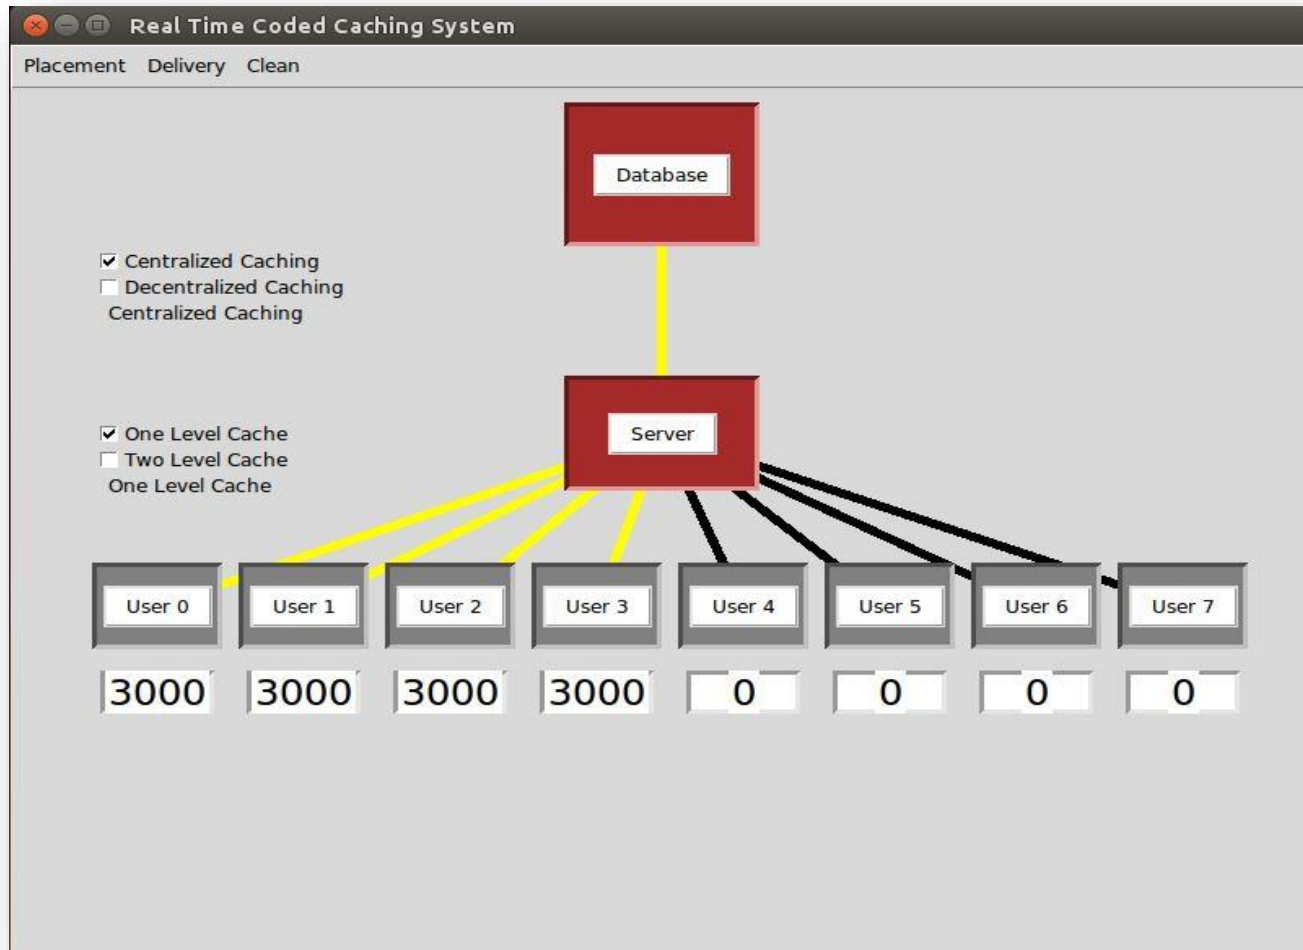 Real Time Coded Caching System
Placement Delivery Clean
Database
Centralized Caching
Decentralized Caching
Centralized Caching
One Level Cache
Two Level Cache
One Level Cache
Server
User 0 User 1 User 2 User 3 User 4 User 5 User 6 User 7
3000 3000 3000 3000 0 0 0 0